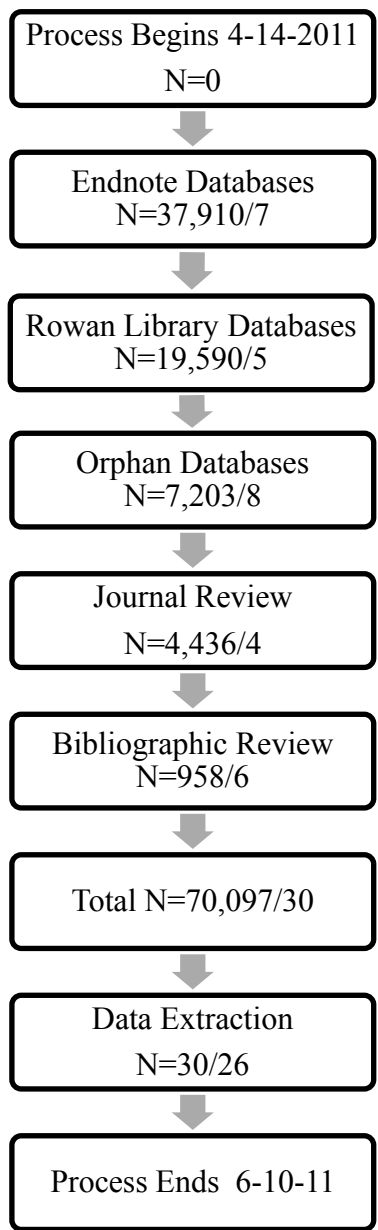 Process Begins 4-14-2011
N=0
Endnote Databases
N=37,910/7
Rowan Library Databases
N=19,590/5
Orphan Databases
N=7,203/8
Journal Review
N=4,436/4
Bibliographic Review
N=958/6
Total N=70,097/30
Data Extraction
N=30/26
Process Ends 6-10-11